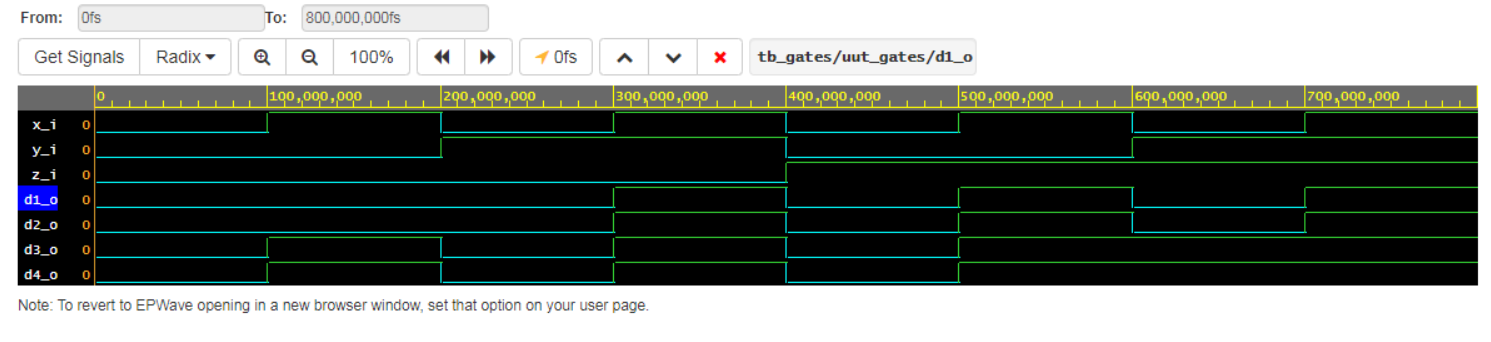 From: 0fs To: 800,000,000fs
Get Signals Radix 100% 0fs tb_gates/uut_gates/d1_o
0 100,000,000 200,000,000 300,000,000 400,000,000 500,000,000 600,000,000 700,000,000
x_i 0
y_i 0
z_i 0
d1_o 0
d2_o 0
d3_o 0
d4_o 0
Note: To revert to EPWave opening in a new browser window, set that option on your user page.